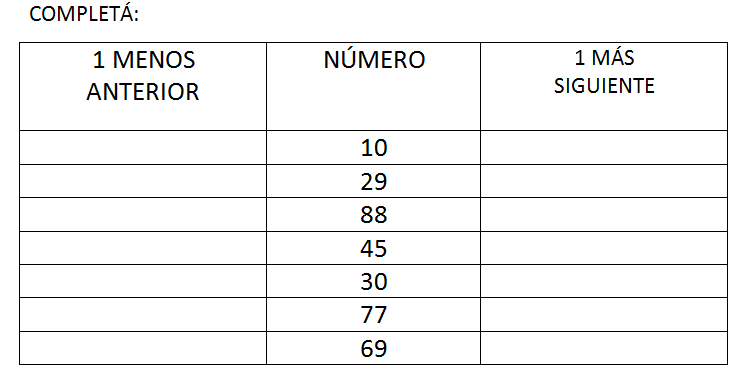 COMPLETÁ:
1 MENOS
ANTERIOR
NÚMERO
1 MÁS
SIGUIENTE
10
29
88
45
30
77
69